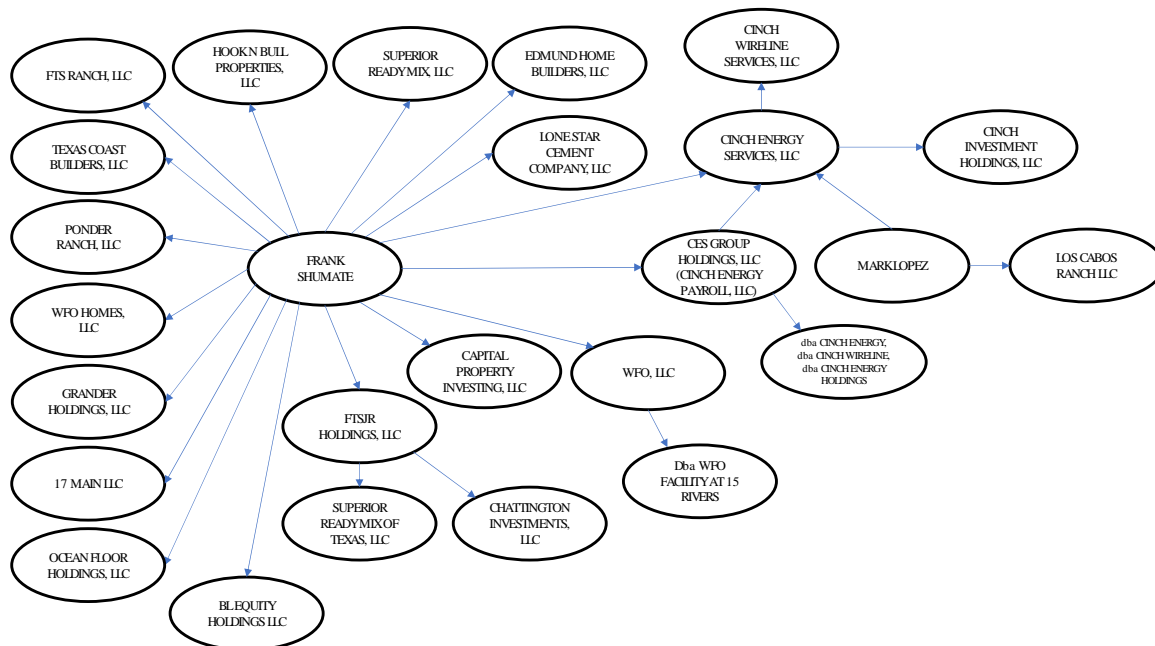 FTS RANCH, LLC
HOOK N BULL
PROPERTIES,
LLC
SUPERIOR
READYMIX, LLC
EDMUND HOME
BUILDERS, LLC
CINCH
WIRELINE
SERVICES, LLC
TEXAS COAST
BUILDERS, LLC
LONE STAR
CEMENT
COMPANY, LLC
CINCH ENERGY
SERVICES, LLC
CINCH
INVESTMENT
HOLDINGS, LLC
PONDER
RANCH, LLC
FRANK
SHUMATE
CES GROUP
HOLDINGS, LLC
(CINCH ENERGY
PAYROLL, LLC)
MARK LOPEZ
LOS CABOS
RANCH LLC
WFO HOMES,
LLC
CAPITAL
PROPERTY
INVESTING, LLC
WFO, LLC
dba CINCH ENERGY,
dba CINCH WIRELINE,
dba CINCH ENERGY
HOLDINGS
GRANDER
HOLDINGS, LLC
FTSJR
HOLDINGS, LLC
17 MAIN LLC
Dba WFO
FACILITY AT 15
RIVERS
SUPERIOR
READYMIX OF
TEXAS, LLC
CHATTINGTON
INVESTMENTS,
LLC
OCEAN FLOOR
HOLDINGS, LLC
BL EQUITY
HOLDINGS LLC